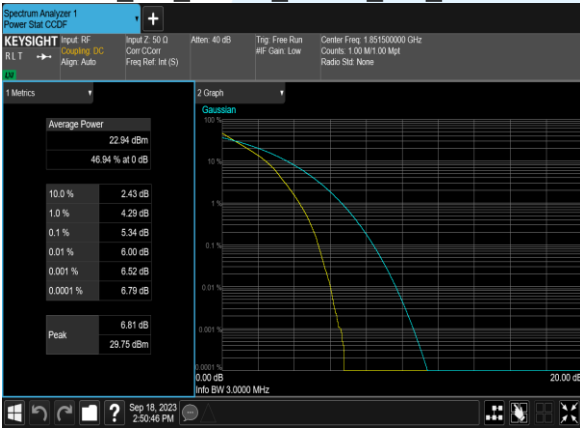 Spectrum Analyzer 1
Power Stat CCDF
+
KEYSIGHT
RLT
Input: RF
Coupling: DC
Align: Auto
Input Z: 50 Ω
Corr CCorr
Freq Ref: Int (S)
Atten: 40 dB
Trig: Free Run
#IF Gain: Low
Center Freq: 1.851500000 GHz
Counts: 1.00 M/1.00 Mpt
Radio Std: None
1 Metrics
Average Power
22.94 dBm
46.94 % at 0 dB
10.0 % 2.43 dB
1.0 % 4.29 dB
0.1 % 5.34 dB
0.01 % 6.00 dB
0.001 % 6.52 dB
0.0001 % 6.79 dB
Peak
6.81 dB
29.75 dBm
2 Graph
Gaussian
100 %
10 %
1 %
0.1 %
0.01 %
0.001 %
0.0001 %
0.00 dB
20.00 dB
Info BW 3.0000 MHz
?
Sep 18, 2023
2:50:46 PM